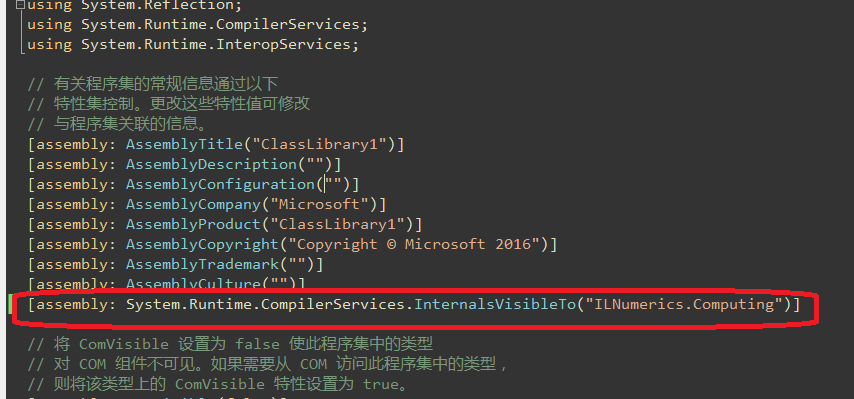 using System.Reflection;
using System.Runtime.CompilerServices;
using System.Runtime.InteropServices;
// 有关程序集的常规信息通过以下
// 特性集控制。更改这些特性值可修改
// 与程序集关联的信息。
[assembly: AssemblyTitle("ClassLibrary1")]
[assembly: AssemblyDescription("")]
[assembly: AssemblyConfiguration("")]
[assembly: AssemblyCompany("Microsoft")]
[assembly: AssemblyProduct("ClassLibrary1")]
[assembly: AssemblyCopyright("Copyright © Microsoft 2016")]
[assembly: AssemblyTrademark("")]
[assembly: AssemblyCulture("")]
[assembly: System.Runtime.CompilerServices.InternalsVisibleTo("ILNumerics.Computing")]
// 将 ComVisible 设置为 false 使此程序集中的类型
// 对 COM 组件不可见。如果需要从 COM 访问此程序集中的类型，
// 则将该类型上的 ComVisible 特性设置为 true。